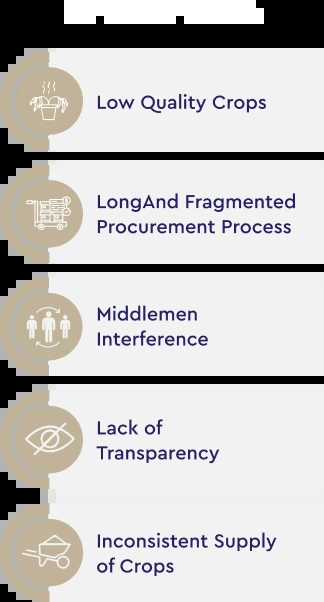 Low Quality Crops
LongAnd Fragmented
Procurement Process
Middlemen
Interference
Lack of
Transparency
Inconsistent Supply
of Crops